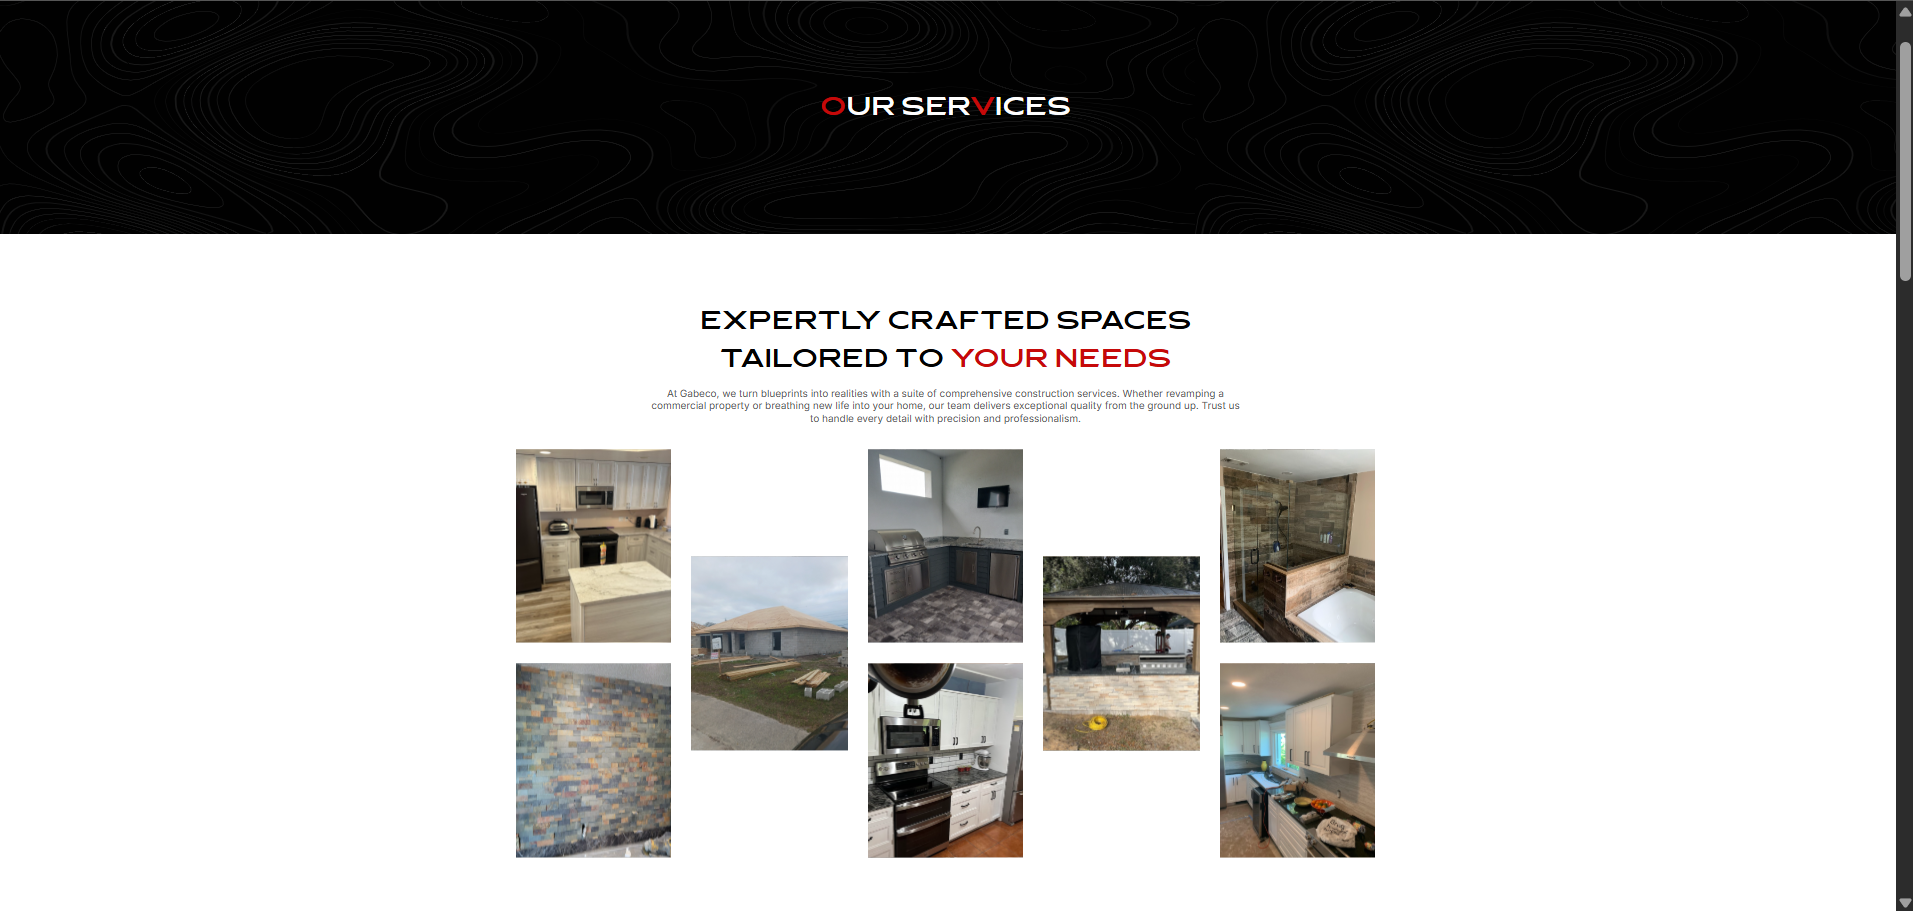 OUR SERVICES
EXPERTLY CRAFTED SPACES
TAILORED TO YOUR NEEDS
At Gabeco, we turn blueprints into realities with a suite of comprehensive construction services. Whether revamping a
commercial property or breathing new life into your home, our team delivers exceptional quality from the ground up. Trust us
to handle every detail with precision and professionalism.